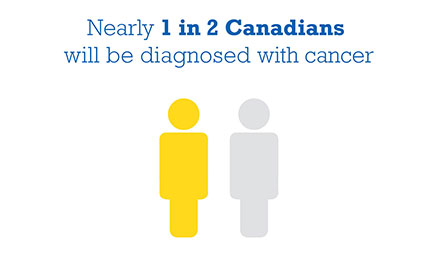 Nearly 1 in 2 Canadians
will be diagnosed with cancer